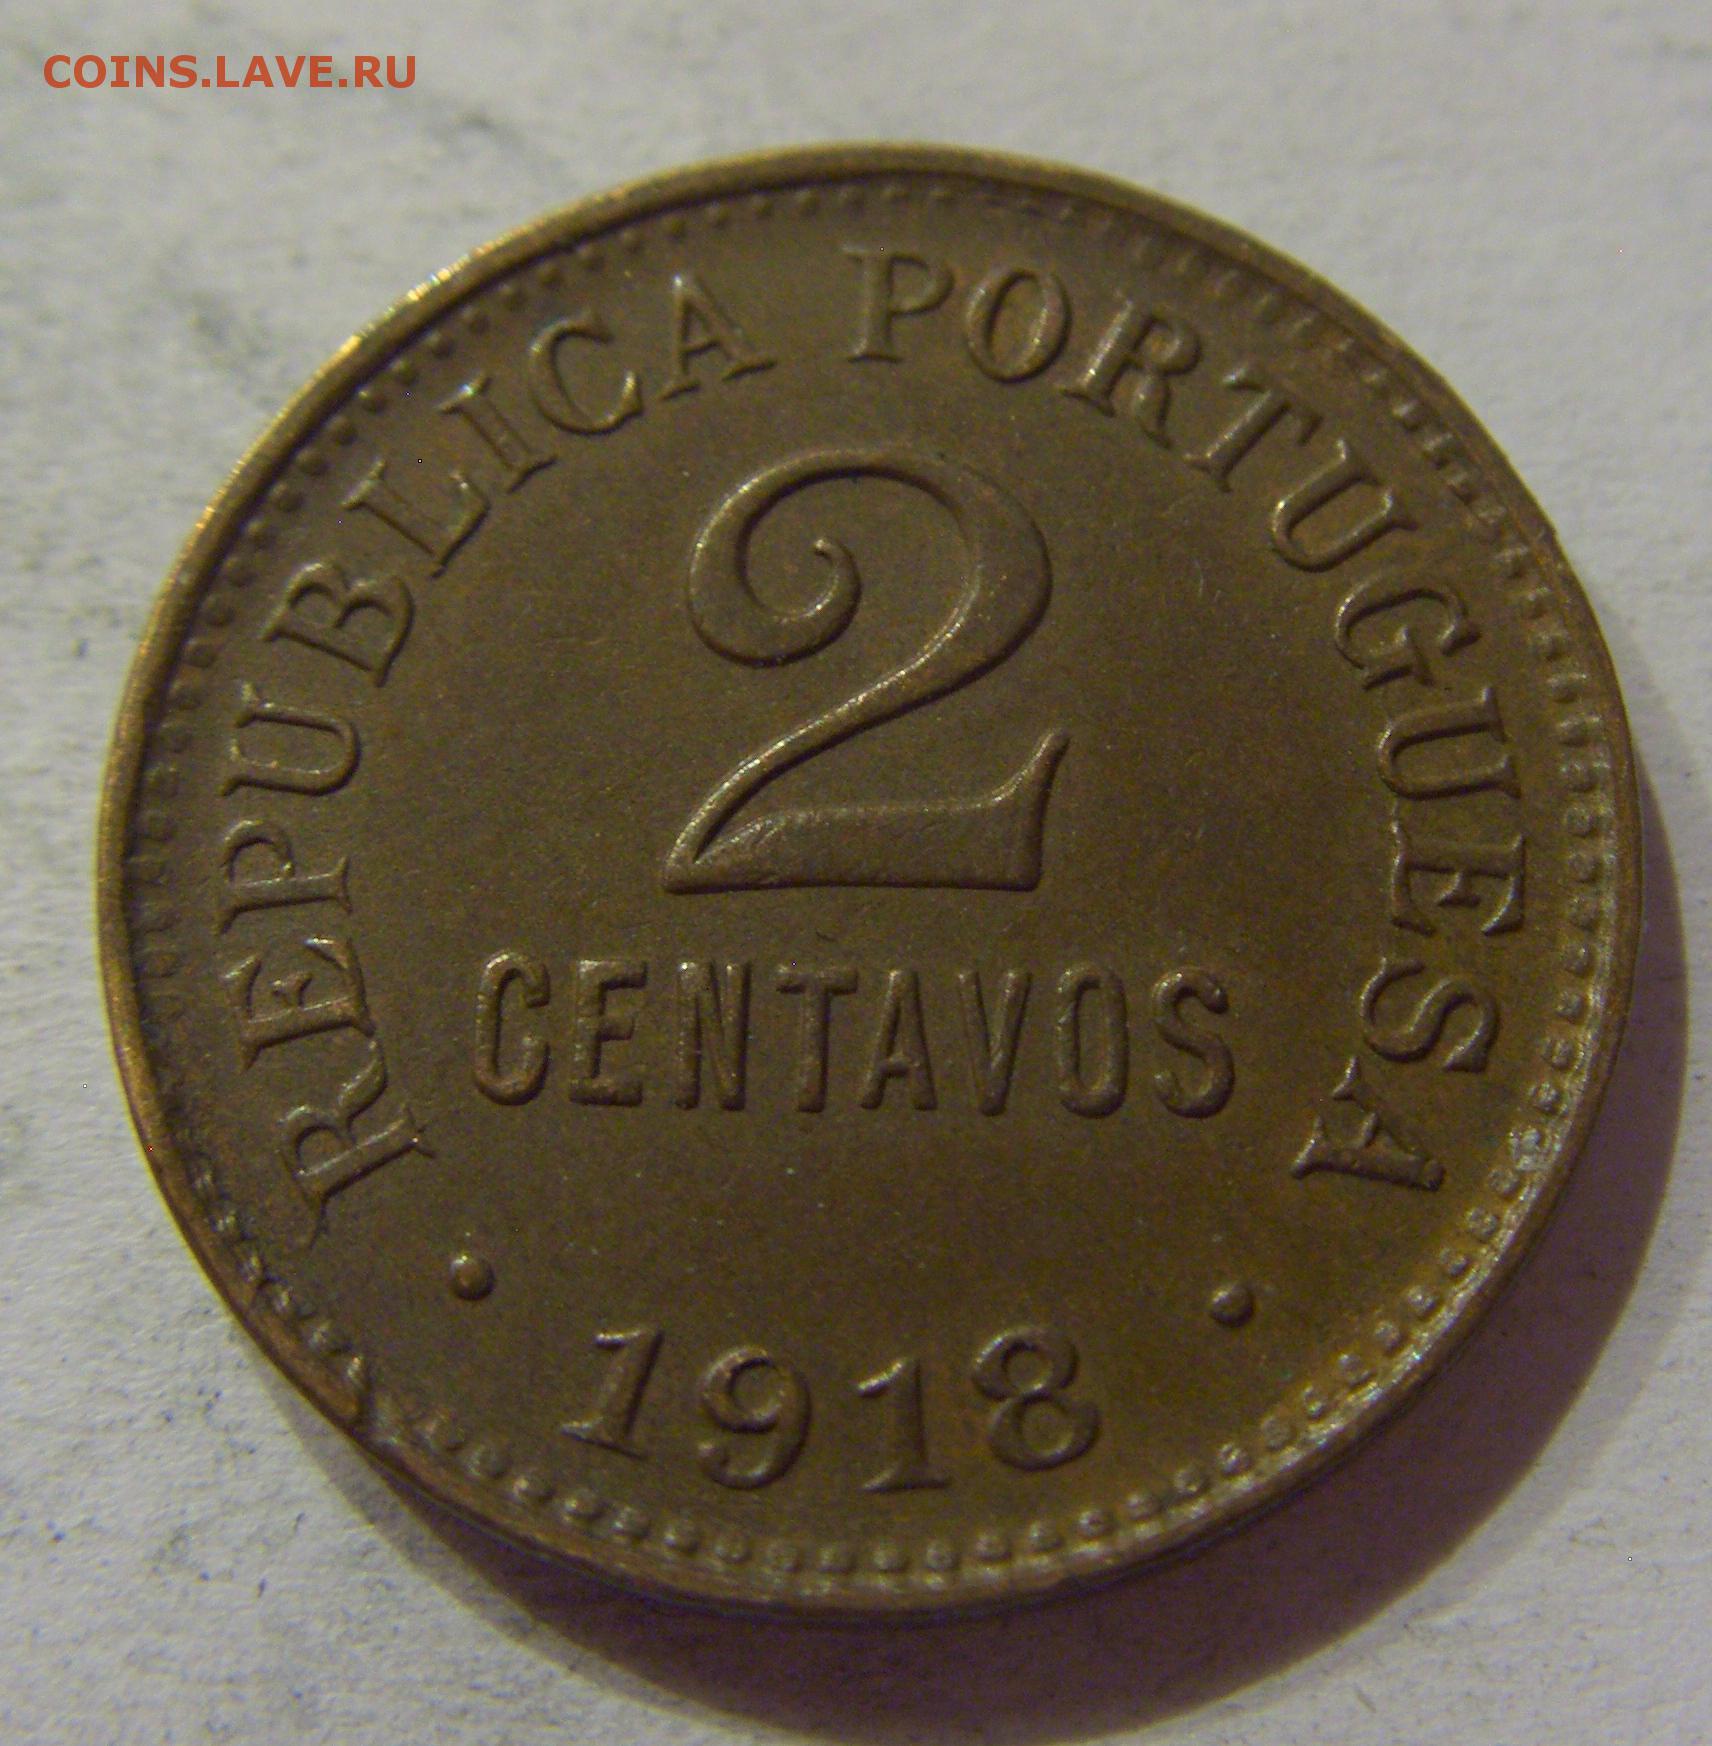 COINS.LAVE.RU
REPUBLICA PORTUGUESA
2
CENTAVOS
• 1918 •